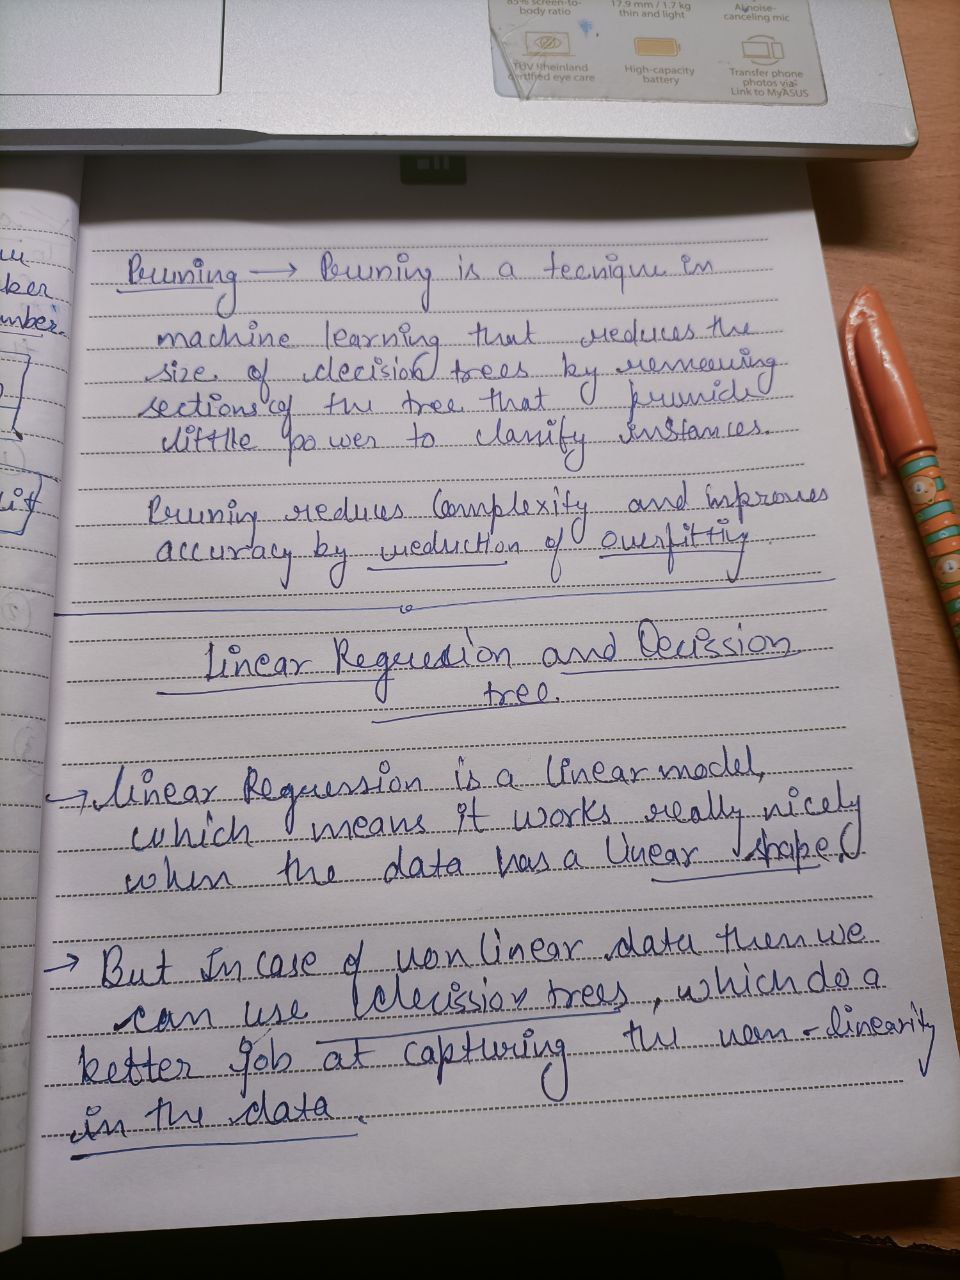 85% screen-to-
body ratio
17.9 mm / 1.7 kg
thin and light
AI noise-
canceling mic
TÜV Rheinland
certified eye care
High-capacity
battery
Transfer phone
photos via
Link to MyASUS
ker
mber.
Pruning → Pruning is a tecnique in
machine learning that reduces the
size of decision trees by removing
sections of the tree that provide
little power to classify instances.
Pruning reduces Complexity and improves
accuracy by reduction of overfitting
Linear Regression and Decission
tree.
→ Linear Regression is a linear model,
which means it works really nicely
when the data has a linear shape.
→ But In case of non linear data then we
can use decission trees, which do a
better job at capturing the non-linearity
in the data.